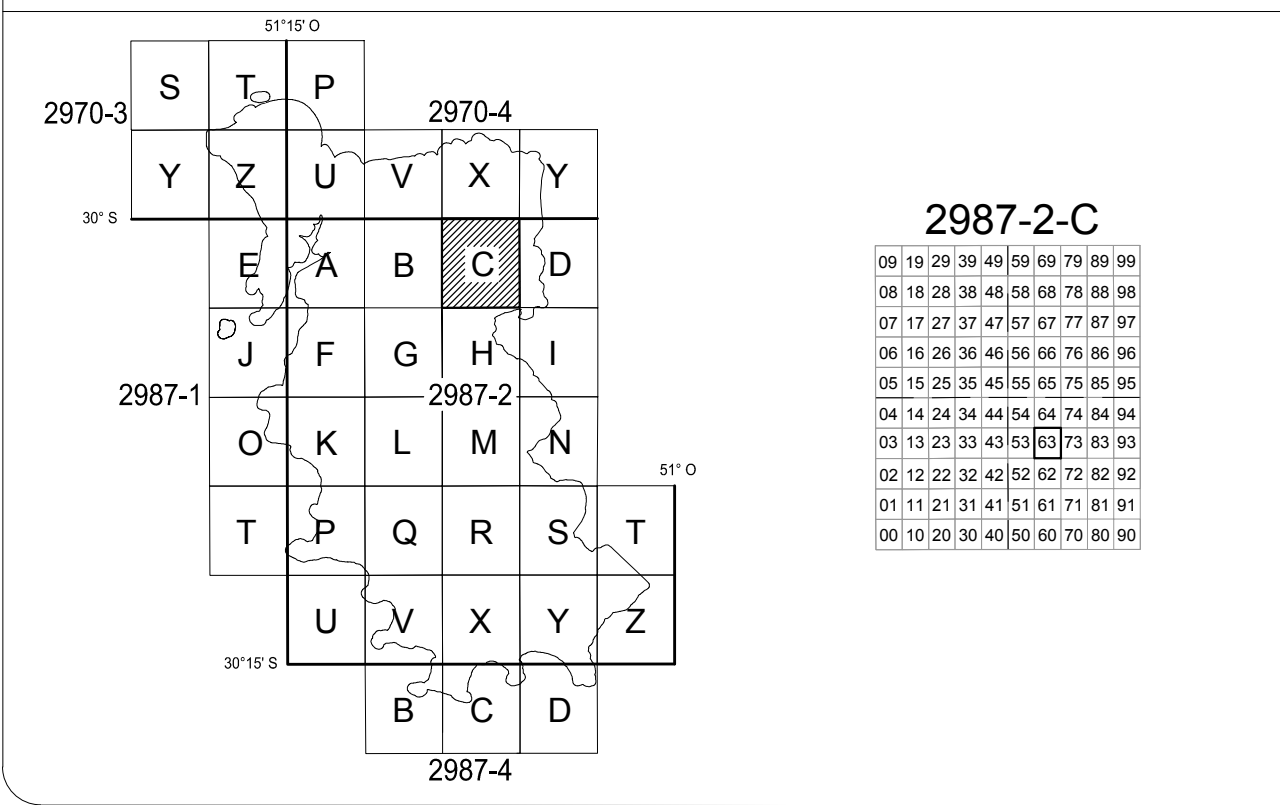 51°15' O
S T P
2970-3
2970-4
Y Z U V X Y
30° S
E A B C D
J F G H I
2987-1
2987-2
O K L M N
51° O
T P Q R S T
U V X Y Z
30°15' S
B C D
2987-4
2987-2-C
09 19 29 39 49 59 69 79 89 99
08 18 28 38 48 58 68 78 88 98
07 17 27 37 47 57 67 77 87 97
06 16 26 36 46 56 66 76 86 96
05 15 25 35 45 55 65 75 85 95
04 14 24 34 44 54 64 74 84 94
03 13 23 33 43 53 63 73 83 93
02 12 22 32 42 52 62 72 82 92
01 11 21 31 41 51 61 71 81 91
00 10 20 30 40 50 60 70 80 90